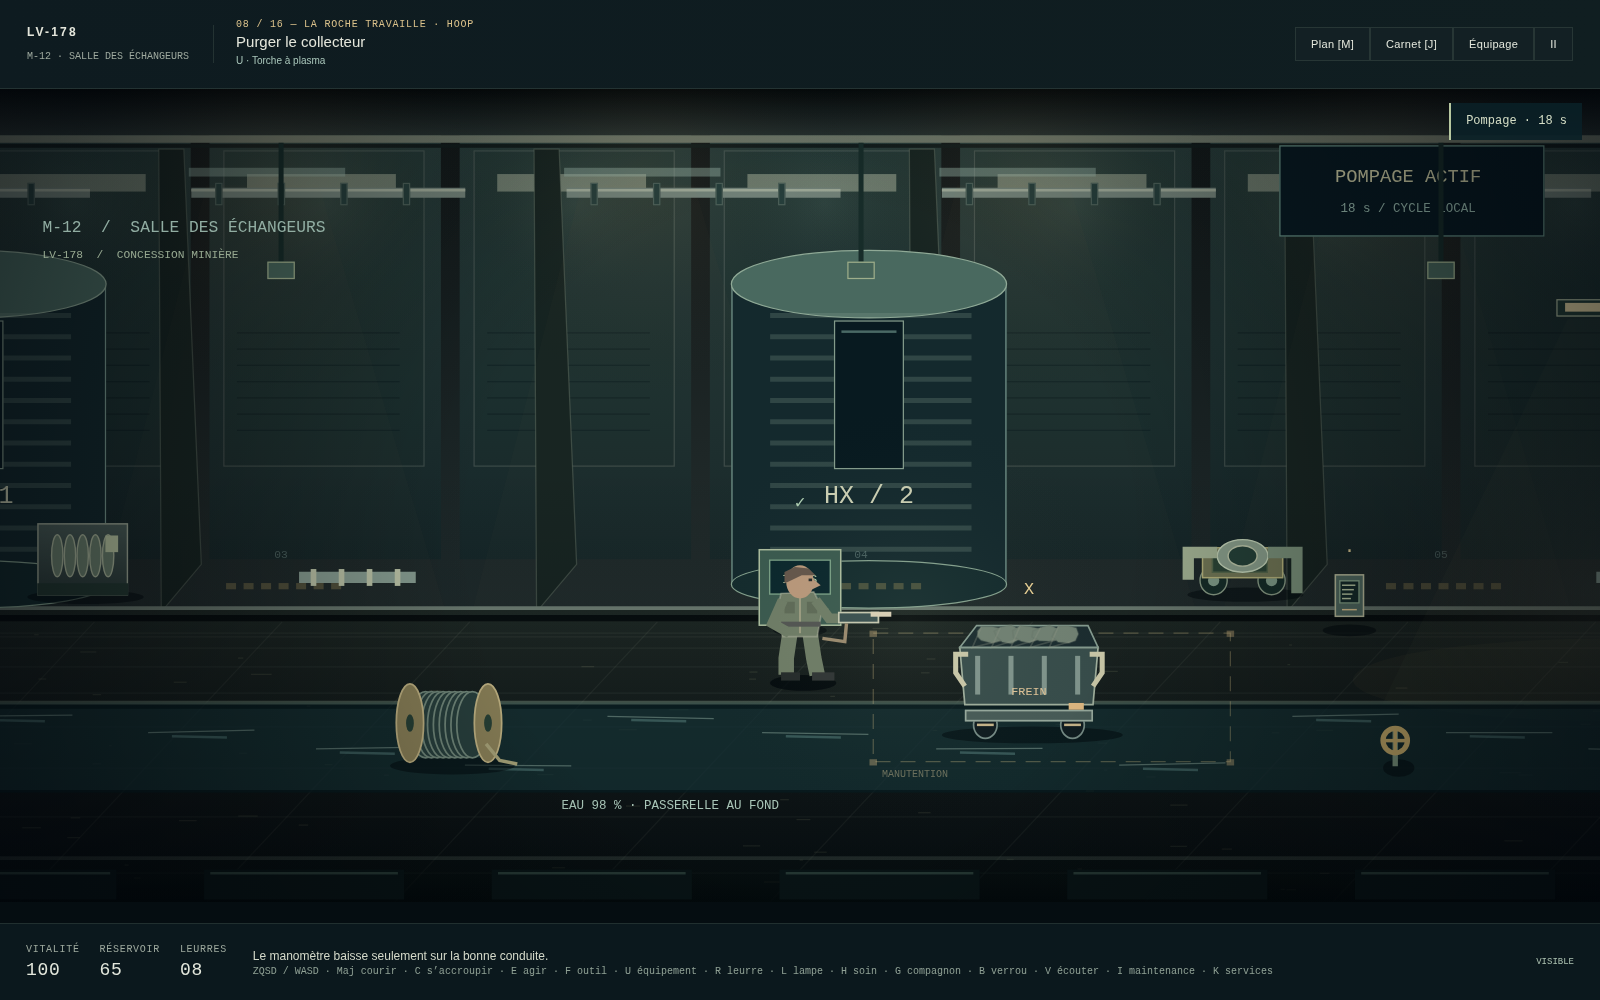 LV-178
M-12 · SALLE DES ÉCHANGEURS
08 / 16 — LA ROCHE TRAVAILLE · HOOP
Purger le collecteur
U · Torche à plasma
Plan [M]
Carnet [J]
Équipage
II
Pompage · 18 s
POMPAGE ACTIF
18 s / CYCLE LOCAL
M-12 / SALLE DES ÉCHANGEURS
LV-178 / CONCESSION MINIÈRE
1
✓ HX / 2
03
04
05
X
FREIN
MANUTENTION
EAU 98 % · PASSERELLE AU FOND
VITALITÉ
100
RÉSERVOIR
65
LEURRES
08
Le manomètre baisse seulement sur la bonne conduite.
ZQSD / WASD · Maj courir · C s’accroupir · E agir · F outil · U équipement · R leurre · L lampe · H soin · G compagnon · B verrou · V écouter · I maintenance · K services
VISIBLE